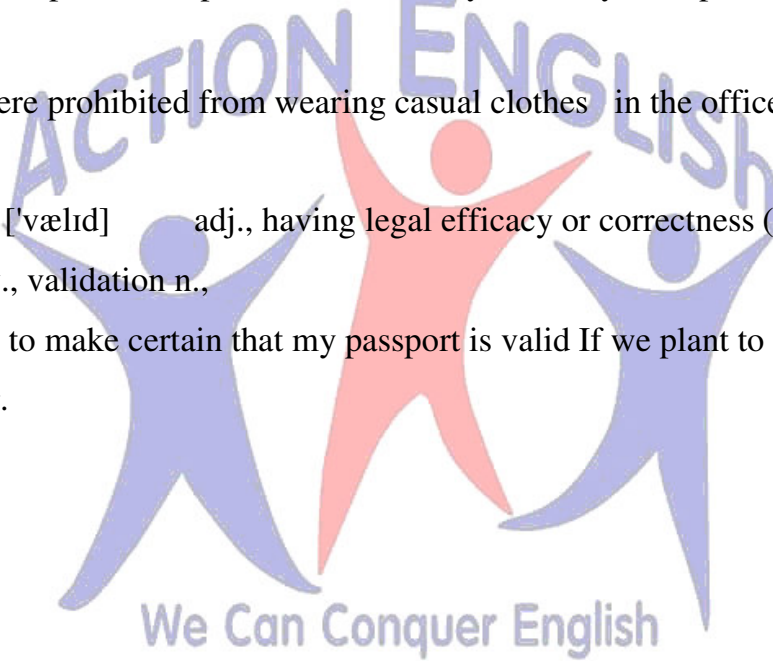 ACTION ENGLISH
ere prohibited from wearing casual clothes in the office
['vælɪd] adj., having legal efficacy or correctness (
., validation n.,
to make certain that my passport is valid If we plant to
.
We Can Conquer English